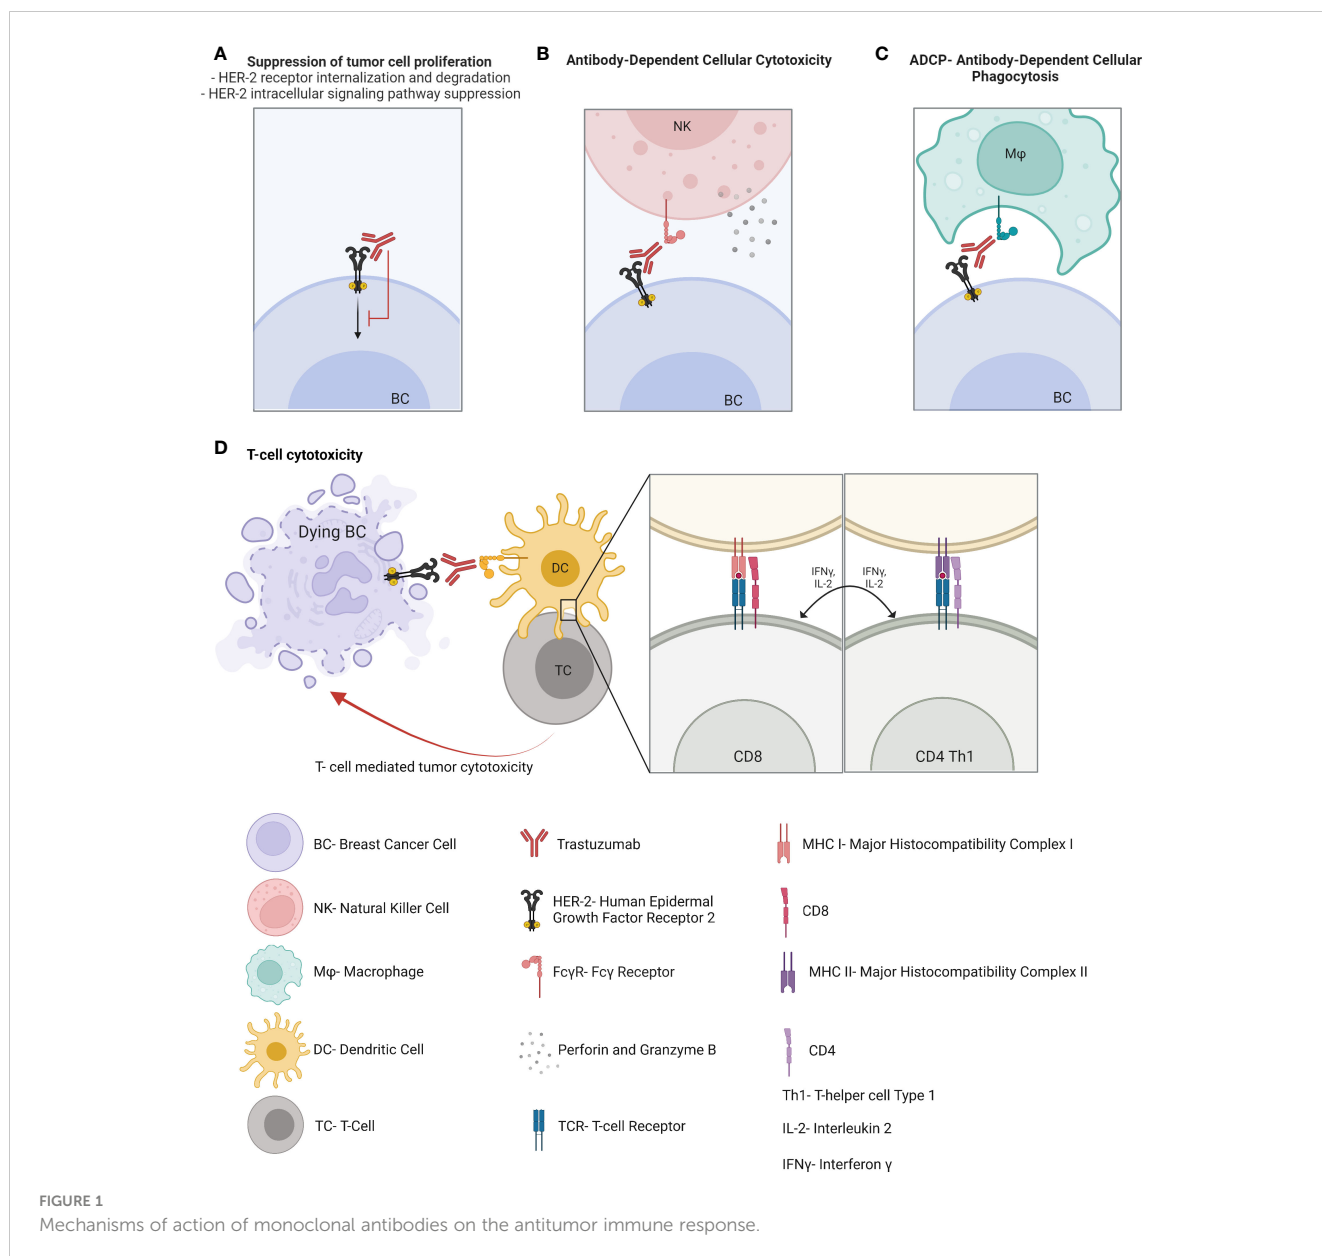 A
Suppression of tumor cell proliferation
- HER-2 receptor internalization and degradation
- HER-2 intracellular signaling pathway suppression
BC
B
Antibody-Dependent Cellular Cytotoxicity
NK
BC
C
ADCP- Antibody-Dependent Cellular
Phagocytosis
Mφ
BC
D
T-cell cytotoxicity
Dying BC
DC
TC
T- cell mediated tumor cytotoxicity
IFNγ,
IL-2
IFNγ,
IL-2
CD8
CD4 Th1
BC- Breast Cancer Cell
NK- Natural Killer Cell
Mφ- Macrophage
DC- Dendritic Cell
TC- T-Cell
Trastuzumab
HER-2- Human Epidermal
Growth Factor Receptor 2
FcγR- Fcγ Receptor
Perforin and Granzyme B
TCR- T-cell Receptor
MHC I- Major Histocompatibility Complex I
CD8
MHC II- Major Histocompatibility Complex II
CD4
Th1- T-helper cell Type 1
IL-2- Interleukin 2
IFNγ- Interferon γ
FIGURE 1
Mechanisms of action of monoclonal antibodies on the antitumor immune response.